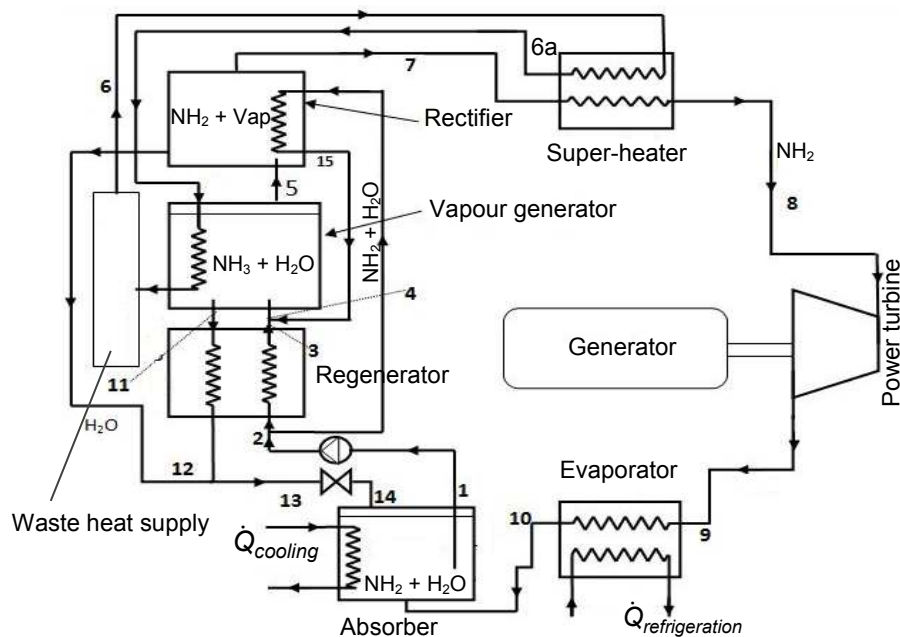 6a
7
6
NH₂ + Vap
Rectifier
Super-heater
15
NH₂
5
8
Vapour generator
NH₂ + H₂O
NH₃ + H₂O
4
Power turbine
3
Generator
11
Regenerator
H₂O
2
12
Evaporator
1
13
14
10
9
Waste heat supply
Q̇cooling
NH₂ + H₂O
Absorber
Q̇refrigeration